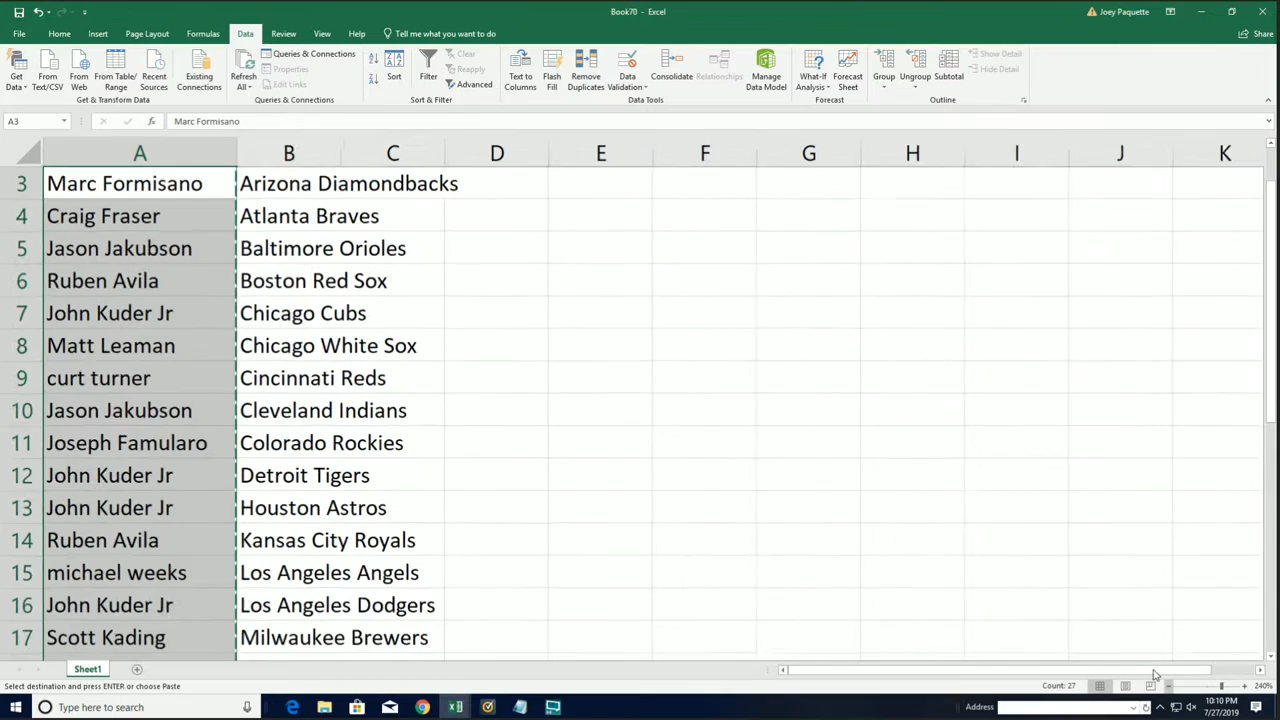 Book70 - Excel
Joey Paquette
File Home Insert Page Layout Formulas Data Review View Help Tell me what you want to do Share
Get Data
From Text/CSV
From Web
From Table/Range
Recent Sources
Existing Connections
Get & Transform Data
Refresh All
Queries & Connections
Properties
Edit Links
Queries & Connections
Sort
Filter
Clear
Reapply
Advanced
Sort & Filter
Text to Columns
Flash Fill
Remove Duplicates
Data Validation
Consolidate
Relationships
Manage Data Model
Data Tools
What-If Analysis
Forecast Sheet
Forecast
Group
Ungroup
Subtotal
Show Detail
Hide Detail
Outline
A3 fx Marc Formisano
A B C D E F G H I J K
3 Marc Formisano Arizona Diamondbacks
4 Craig Fraser Atlanta Braves
5 Jason Jakubson Baltimore Orioles
6 Ruben Avila Boston Red Sox
7 John Kuder Jr Chicago Cubs
8 Matt Leaman Chicago White Sox
9 curt turner Cincinnati Reds
10 Jason Jakubson Cleveland Indians
11 Joseph Famularo Colorado Rockies
12 John Kuder Jr Detroit Tigers
13 John Kuder Jr Houston Astros
14 Ruben Avila Kansas City Royals
15 michael weeks Los Angeles Angels
16 John Kuder Jr Los Angeles Dodgers
17 Scott Kading Milwaukee Brewers
Sheet1
Select destination and press ENTER or choose Paste Count: 27 240%
Type here to search Address 10:10 PM
7/27/2019